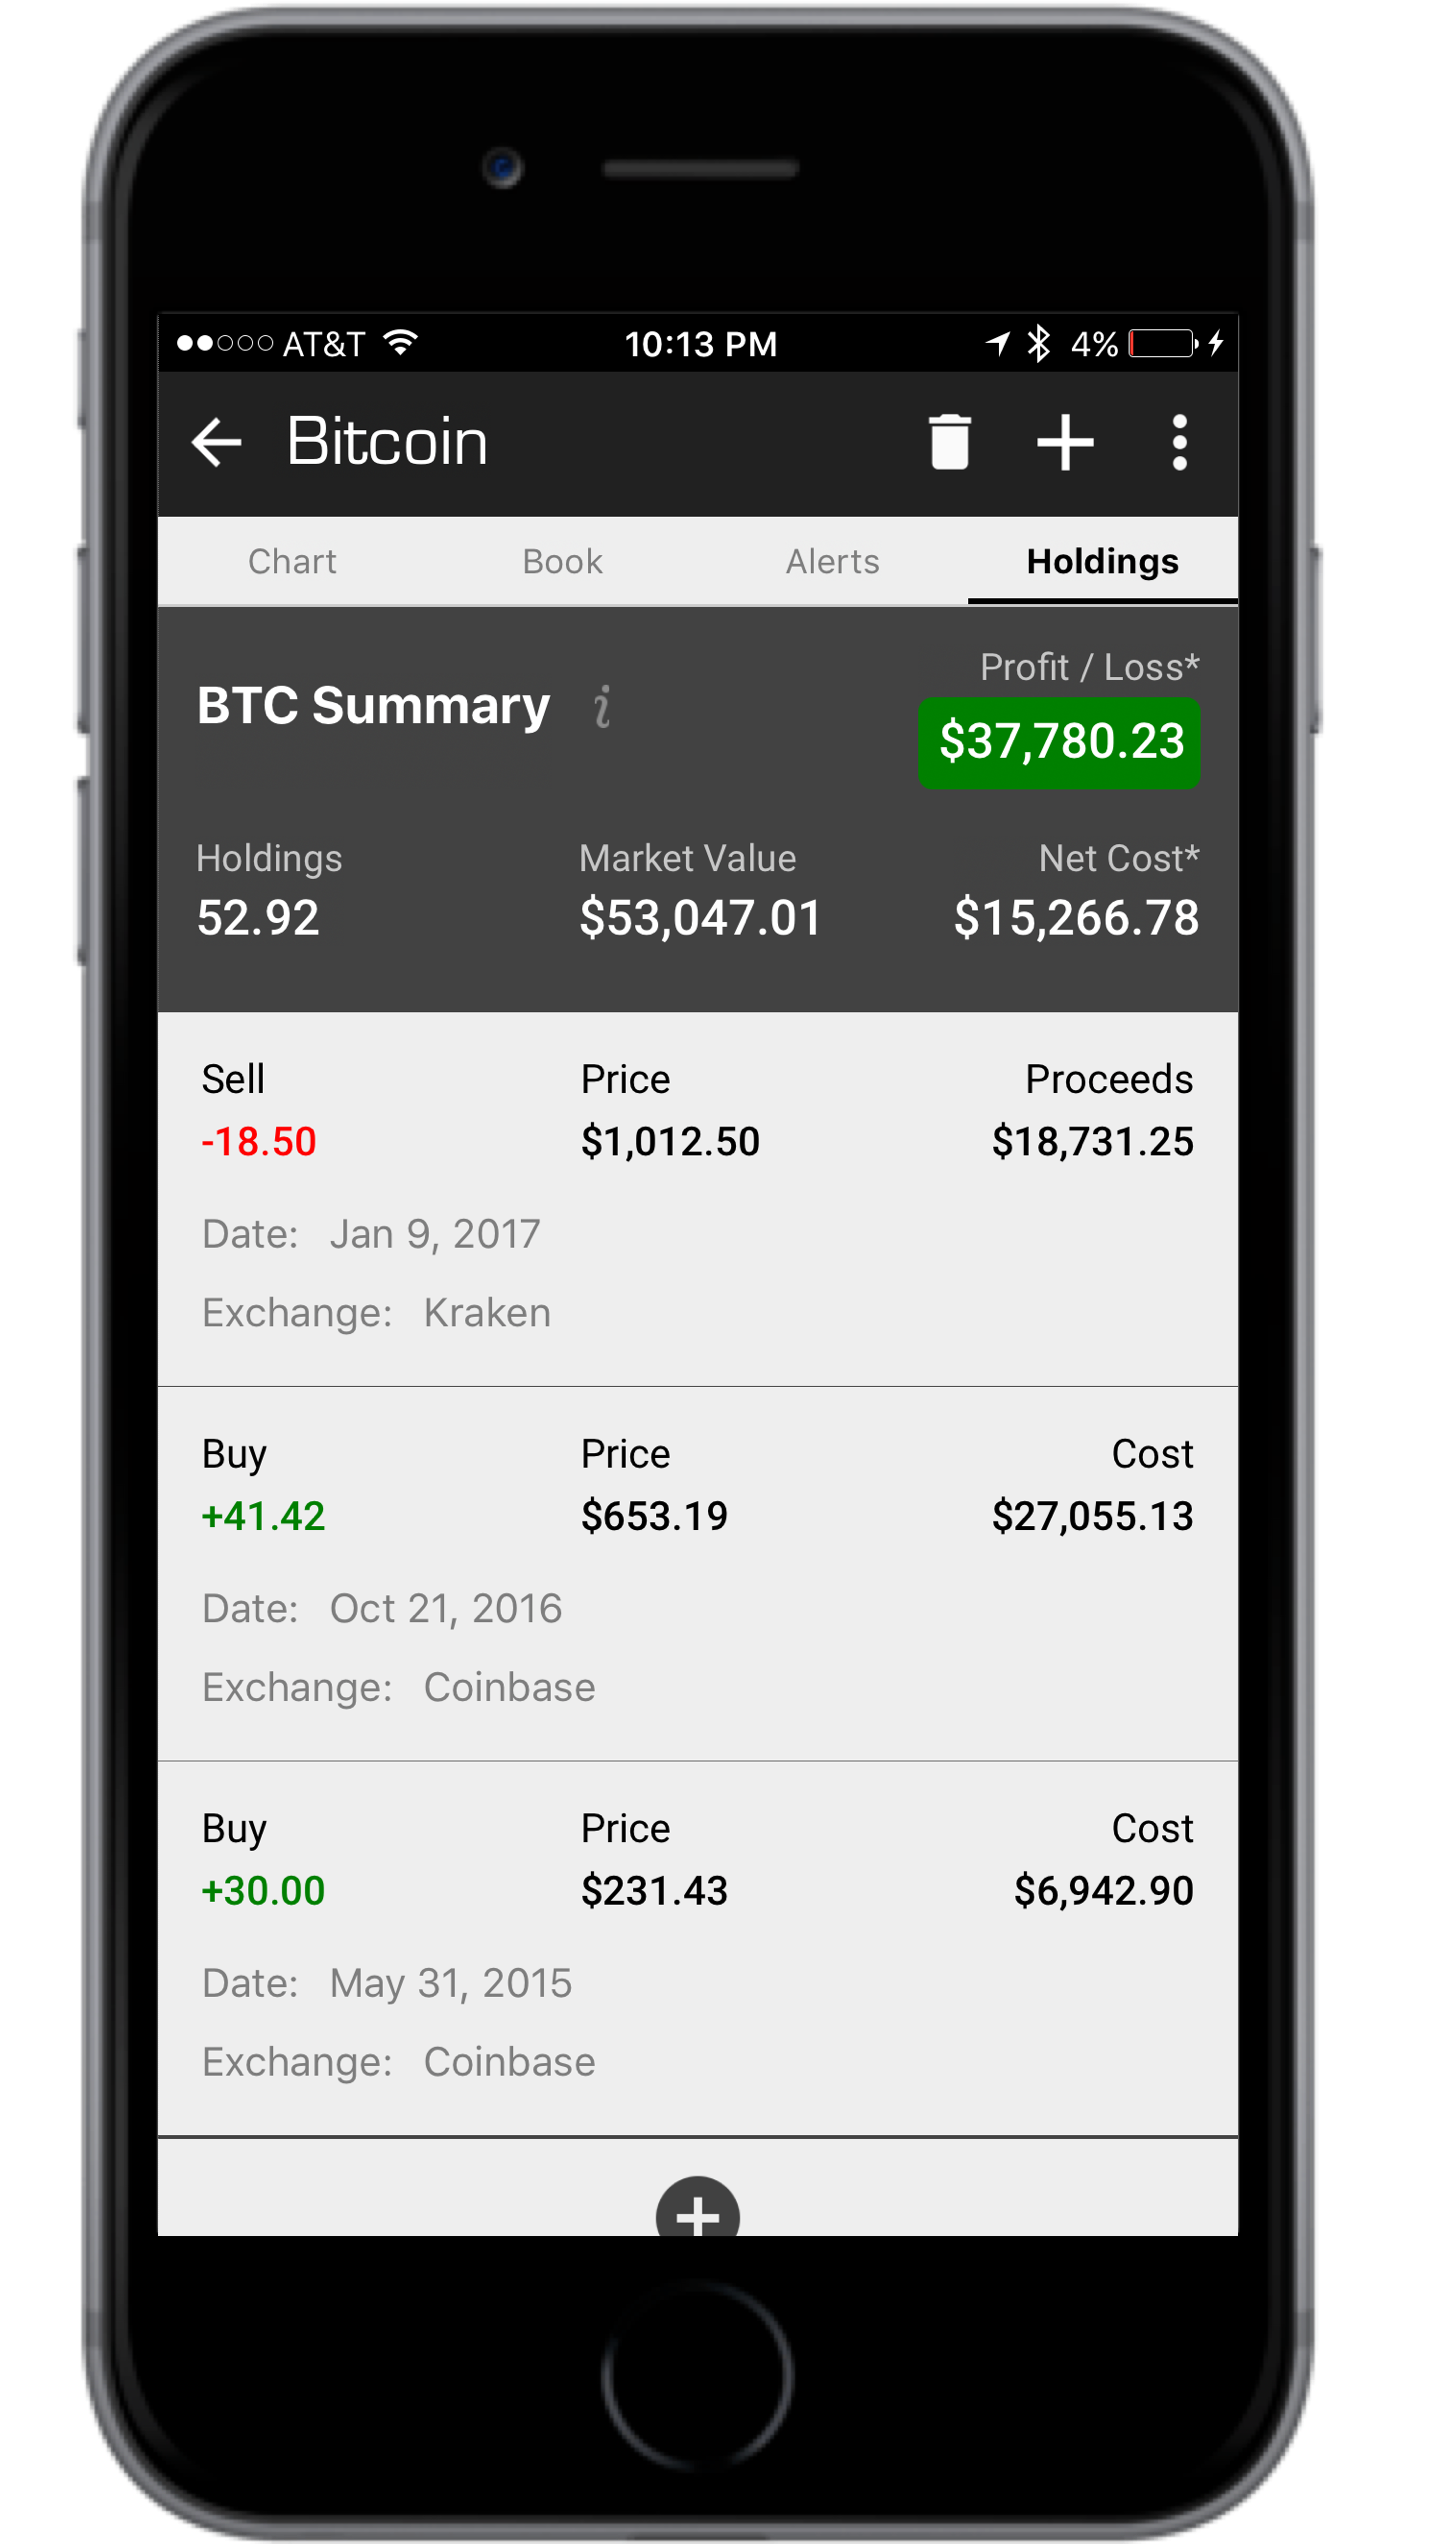 AT&T 10:13 PM 4%
Bitcoin
Chart Book Alerts Holdings
Profit / Loss*
BTC Summary i $37,780.23
Holdings Market Value Net Cost*
52.92 $53,047.01 $15,266.78
Sell Price Proceeds
-18.50 $1,012.50 $18,731.25
Date: Jan 9, 2017
Exchange: Kraken
Buy Price Cost
+41.42 $653.19 $27,055.13
Date: Oct 21, 2016
Exchange: Coinbase
Buy Price Cost
+30.00 $231.43 $6,942.90
Date: May 31, 2015
Exchange: Coinbase